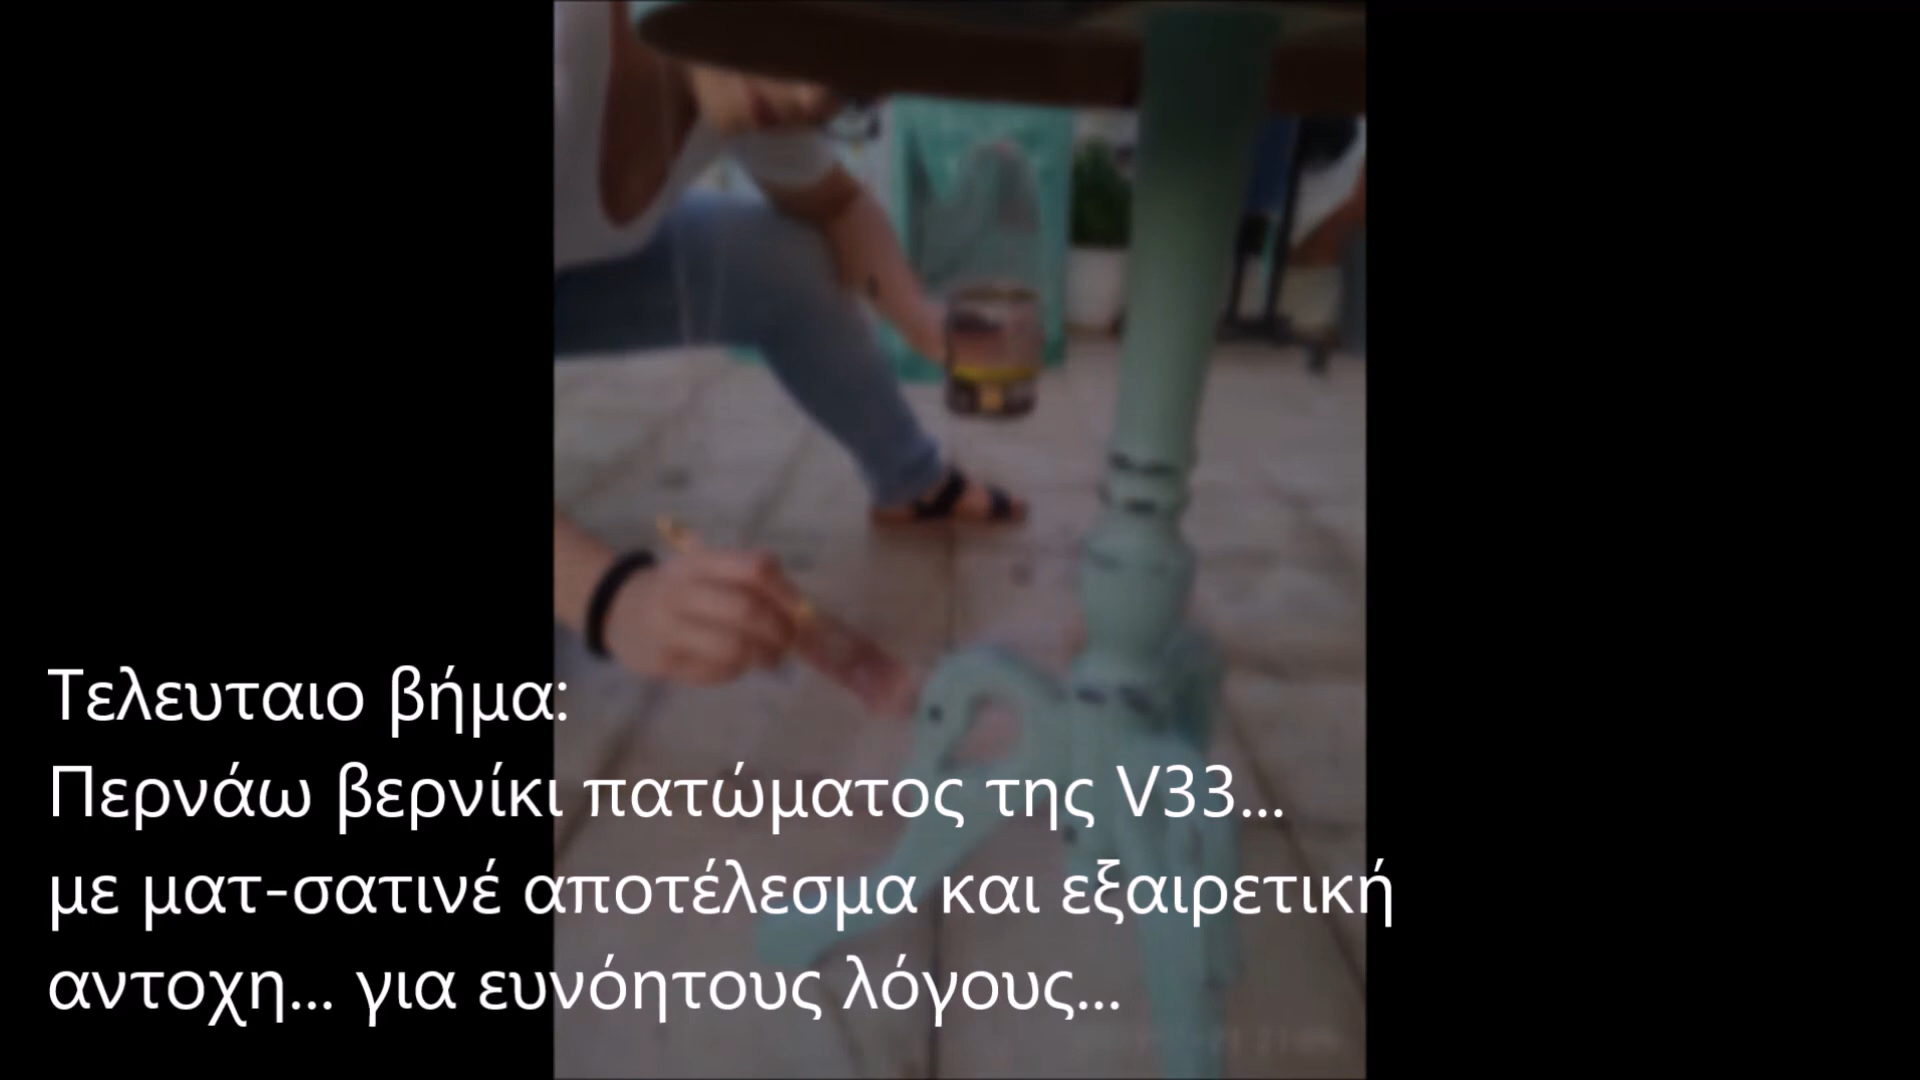 Τελευταιο βήμα:
Περνάω βερνίκι πατώματος της V33...
με ματ-σατινέ αποτέλεσμα και εξαιρετική
αντοχη... για ευνόητους λόγους...